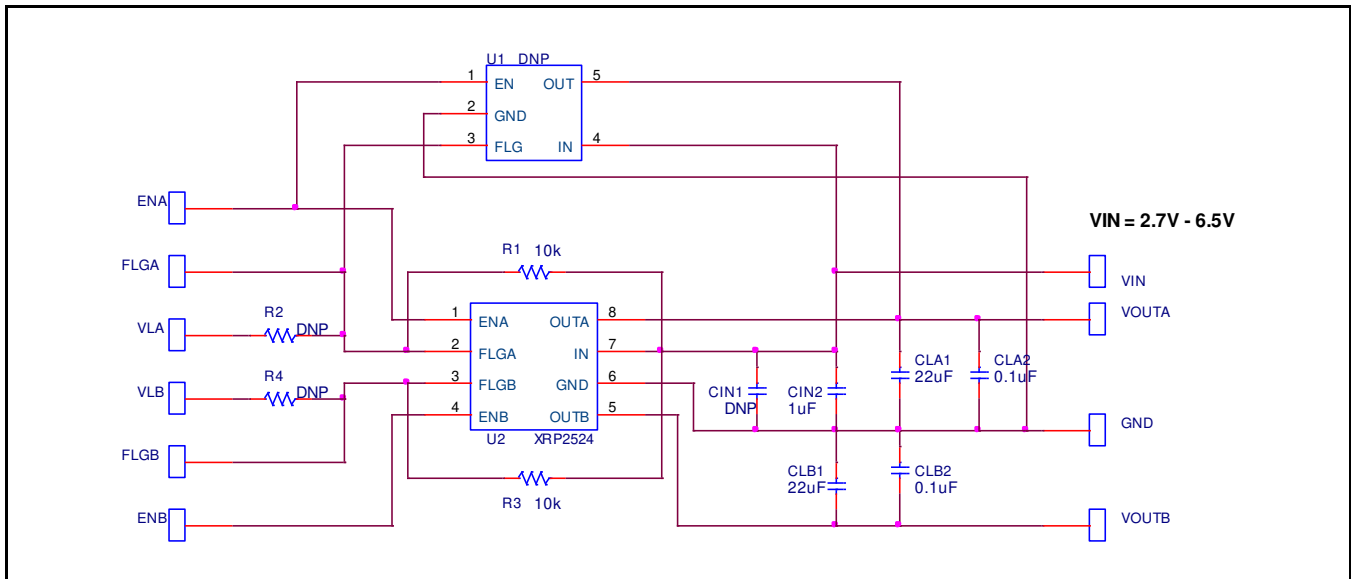 U1 DNP
1 EN OUT 5
2 GND
3 FLG IN 4
ENA
VIN = 2.7V - 6.5V
FLGA
R1 10k
VIN
VLA
R2
DNP
1 ENA OUTA 8
VOUTA
2 FLGA IN 7
VLB
R4
DNP
3 FLGB GND 6
CIN1
DNP
CIN2
1uF
CLA1
22uF
CLA2
0.1uF
4 ENB OUTB 5
GND
U2 XRP2524
FLGB
R3 10k
CLB1
22uF
CLB2
0.1uF
ENB
VOUTB